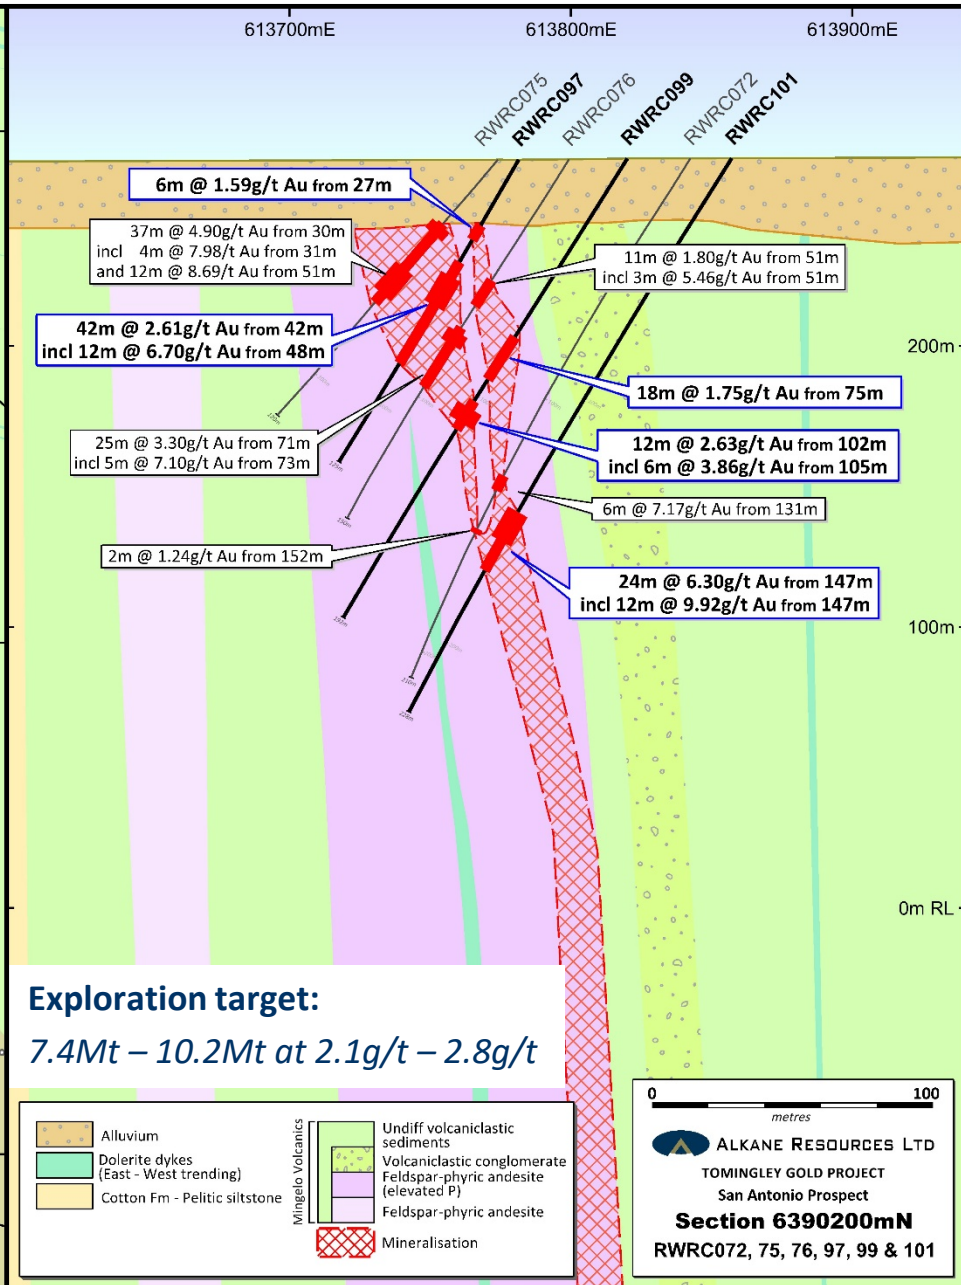 613700mE
613800mE
613900mE
RWRC075
RWRC097
RWRC076
RWRC099
RWRC072
RWRC101
6m @ 1.59g/t Au from 27m
37m @ 4.90g/t Au from 30m
incl 4m @ 7.98g/t Au from 31m
and 12m @ 8.69g/t Au from 51m
11m @ 1.80g/t Au from 51m
incl 3m @ 5.46g/t Au from 51m
42m @ 2.61g/t Au from 42m
incl 12m @ 6.70g/t Au from 48m
200m
18m @ 1.75g/t Au from 75m
25m @ 3.30g/t Au from 71m
incl 5m @ 7.10g/t Au from 73m
12m @ 2.63g/t Au from 102m
incl 6m @ 3.86g/t Au from 105m
6m @ 7.17g/t Au from 131m
2m @ 1.24g/t Au from 152m
24m @ 6.30g/t Au from 147m
incl 12m @ 9.92g/t Au from 147m
100m
0m RL
Exploration target:
7.4Mt – 10.2Mt at 2.1g/t – 2.8g/t
Alluvium
Dolerite dykes
(East - West trending)
Cotton Fm - Pelitic siltstone
Mingelo Volcanics
Undiff volcaniclastic
sediments
Volcaniclastic conglomerate
Feldspar-phyric andesite
(elevated P)
Feldspar-phyric andesite
Mineralisation
0 100
metres
ALKANE RESOURCES LTD
TOMINGLEY GOLD PROJECT
San Antonio Prospect
Section 6390200mN
RWRC072, 75, 76, 97, 99 & 101